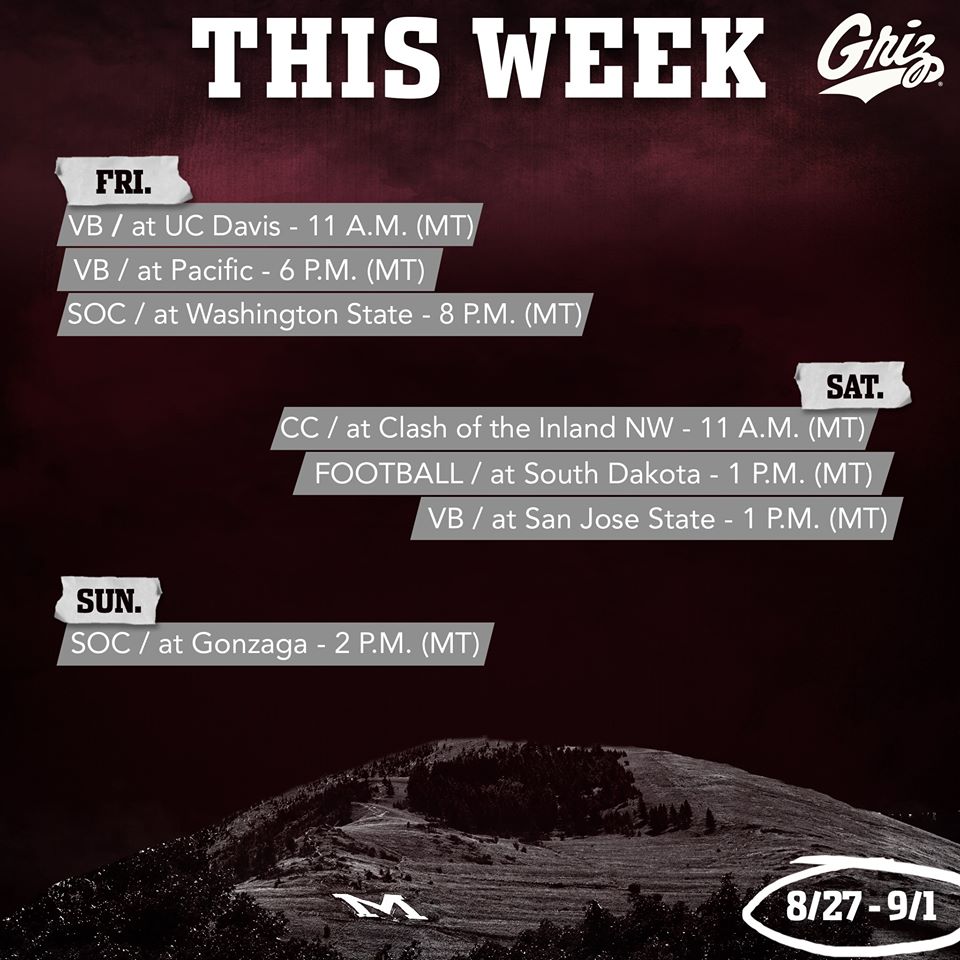 THIS WEEK
Griz
FRI.
VB / at UC Davis - 11 A.M. (MT)
VB / at Pacific - 6 P.M. (MT)
SOC / at Washington State - 8 P.M. (MT)
SAT.
CC / at Clash of the Inland NW - 11 A.M. (MT)
FOOTBALL / at South Dakota - 1 P.M. (MT)
VB / at San Jose State - 1 P.M. (MT)
SUN.
SOC / at Gonzaga - 2 P.M. (MT)
M
8/27 - 9/1